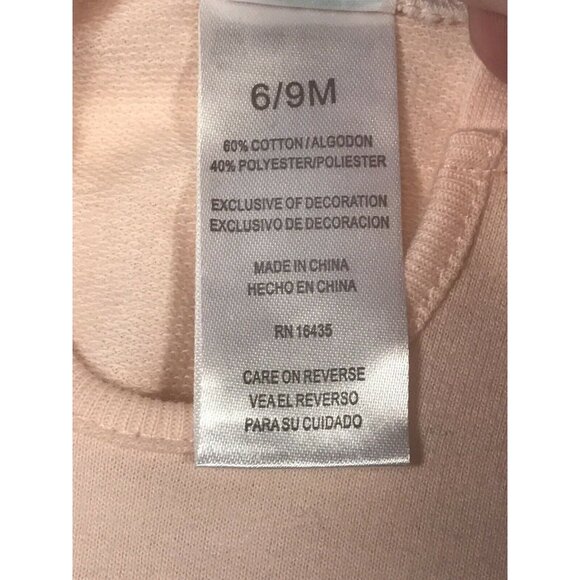 6/9M
60% COTTON/ALGODON
40% POLYESTER/POLIESTER
EXCLUSIVE OF DECORATION
EXCLUSIVO DE DECORACION
MADE IN CHINA
HECHO EN CHINA
RN 16435
CARE ON REVERSE
VEA EL REVERSO
PARA SU CUIDADO